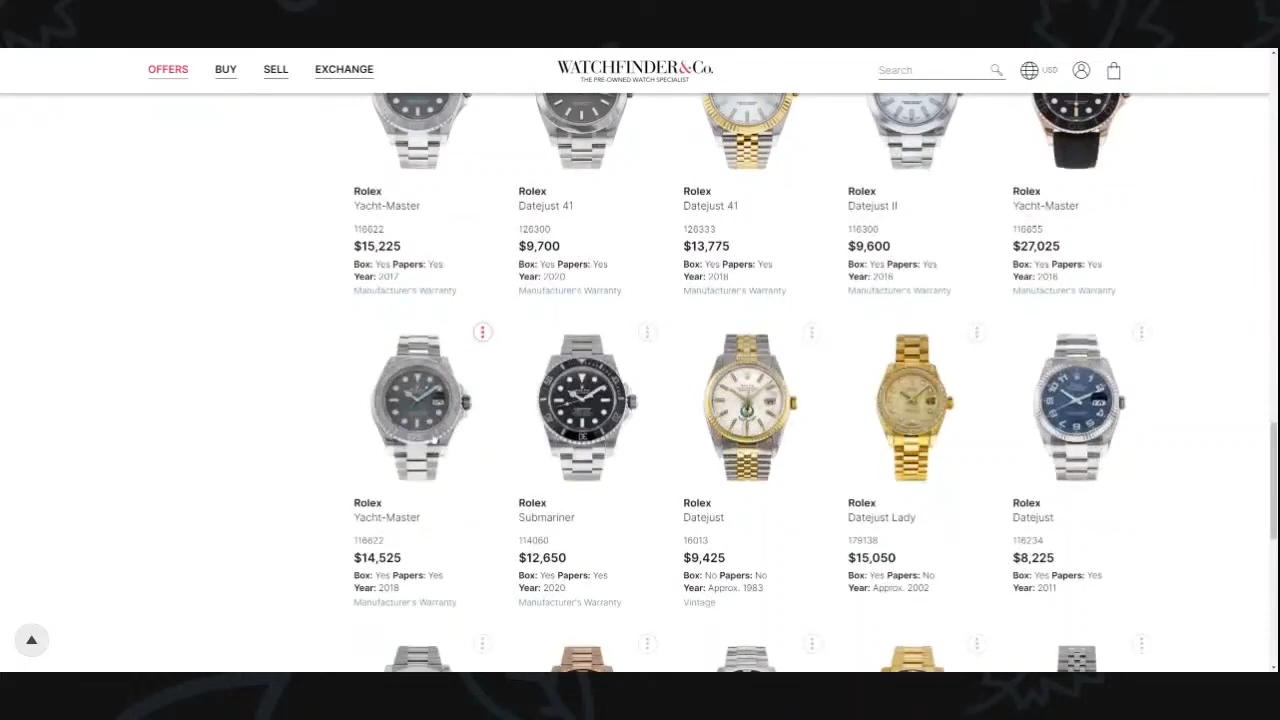 OFFERS BUY SELL EXCHANGE WATCHFINDER&Co. Search USD
THE PRE-OWNED WATCH SPECIALIST
Rolex Rolex Rolex Rolex Rolex
Yacht-Master Datejust 41 Datejust 41 Datejust II Yacht-Master
116622 126300 126333 116300 116655
$15,225 $9,700 $13,775 $9,600 $27,025
Box: Yes Papers: Yes Box: Yes Papers: Yes Box: Yes Papers: Yes Box: Yes Papers: Yes Box: Yes Papers: Yes
Year: 2017 Year: 2020 Year: 2018 Year: 2016 Year: 2016
Manufacturer's Warranty Manufacturer's Warranty Manufacturer's Warranty Manufacturer's Warranty Manufacturer's Warranty
Rolex Rolex Rolex Rolex Rolex
Yacht-Master Submariner Datejust Datejust Lady Datejust
116622 114060 16013 179138 116234
$14,525 $12,650 $9,425 $15,050 $8,225
Box: Yes Papers: Yes Box: Yes Papers: Yes Box: No Papers: No Box: Yes Papers: No Box: Yes Papers: Yes
Year: 2018 Year: 2020 Year: Approx. 1983 Year: Approx. 2002 Year: 2011
Manufacturer's Warranty Manufacturer's Warranty Vintage